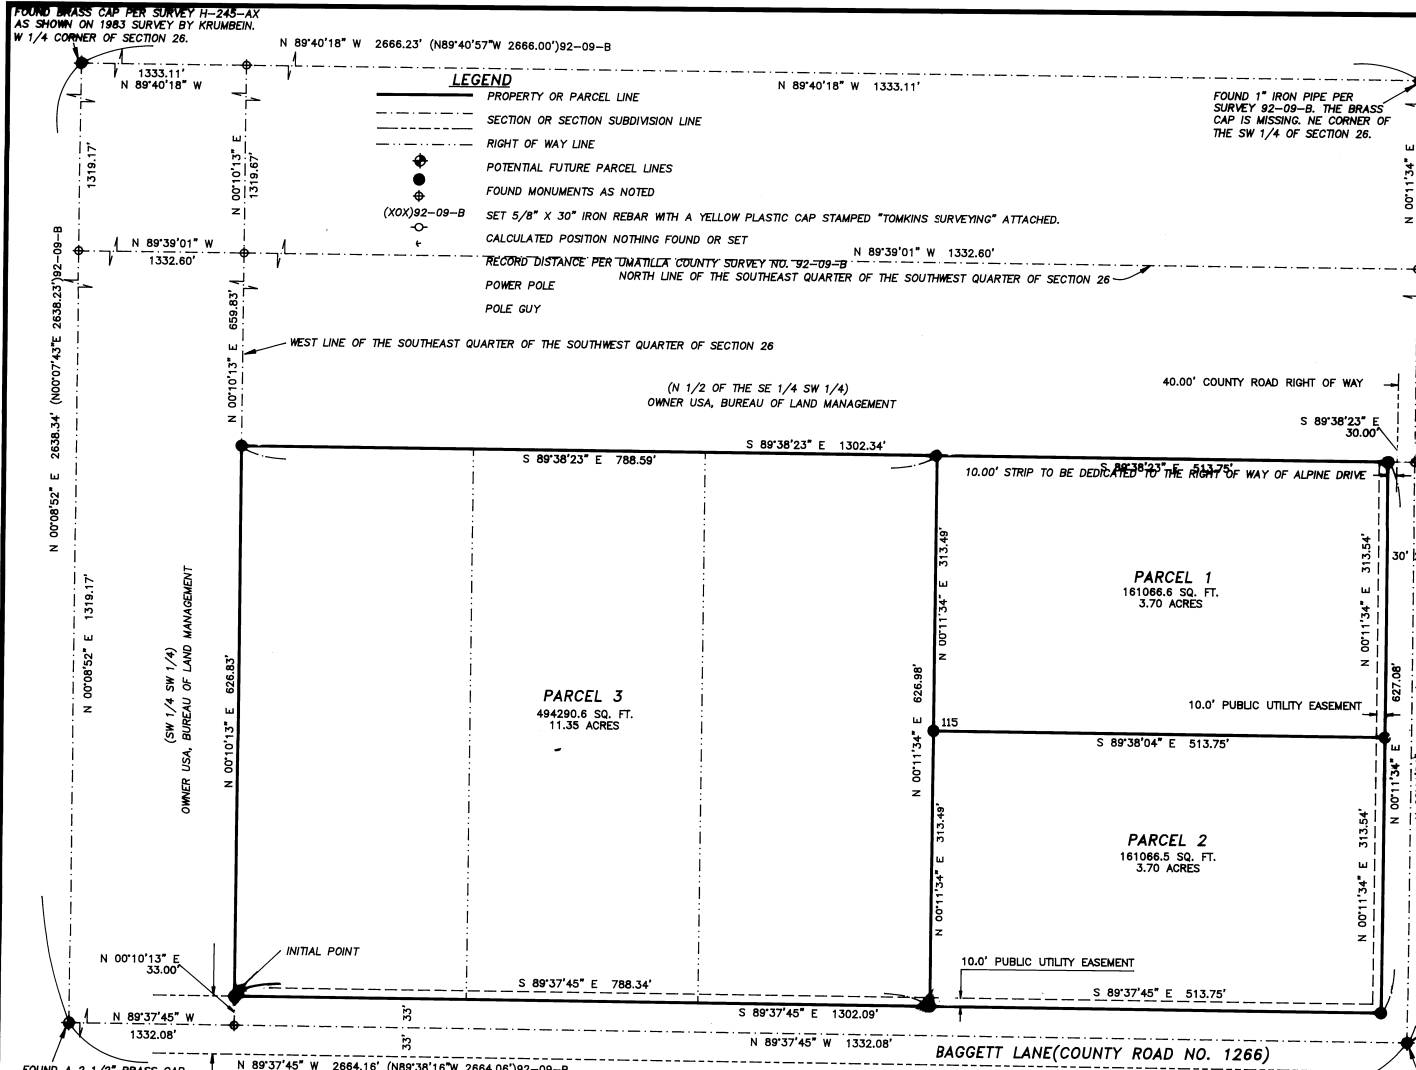 FOUND BRASS CAP PER SURVEY H-245-AX
AS SHOWN ON 1983 SURVEY BY KRUMBEIN.
W 1/4 CORNER OF SECTION 26.
N 89°40'18" W 2666.23' (N89°40'57"W 2666.00')92-09-B
1333.11'
N 89°40'18" W
N 89°40'18" W 1333.11'
LEGEND
PROPERTY OR PARCEL LINE
SECTION OR SECTION SUBDIVISION LINE
RIGHT OF WAY LINE
POTENTIAL FUTURE PARCEL LINES
FOUND MONUMENTS AS NOTED
(XOX)92-09-B
SET 5/8" X 30" IRON REBAR WITH A YELLOW PLASTIC CAP STAMPED "TOMKINS SURVEYING" ATTACHED.
CALCULATED POSITION NOTHING FOUND OR SET
RECORD DISTANCE PER UMATILLA COUNTY SURVEY NO. 92-09-B
POWER POLE
POLE GUY
FOUND 1" IRON PIPE PER
SURVEY 92-09-B. THE BRASS
CAP IS MISSING. NE CORNER OF
THE SW 1/4 OF SECTION 26.
N 00°11'34" E
1319.17'
N 00°10'13" E
1319.67'
N 89°39'01" W
1332.60'
N 89°39'01" W 1332.60'
NORTH LINE OF THE SOUTHEAST QUARTER OF THE SOUTHWEST QUARTER OF SECTION 26
N 00°08'52" E 2638.34' (N00°07'43"E 2638.23')92-09-B
N 00°10'13" E 659.83'
WEST LINE OF THE SOUTHEAST QUARTER OF THE SOUTHWEST QUARTER OF SECTION 26
(N 1/2 OF THE SE 1/4 SW 1/4)
OWNER USA, BUREAU OF LAND MANAGEMENT
40.00' COUNTY ROAD RIGHT OF WAY
S 89°38'23" E
30.00'
S 89°38'23" E 1302.34'
S 89°38'23" E 788.59'
S 89°38'23" E 513.75'
10.00' STRIP TO BE DEDICATED TO THE RIGHT OF WAY OF ALPINE DRIVE
N 00°11'34" E 313.49'
N 00°11'34" E 313.54'
30'
PARCEL 1
161066.6 SQ. FT.
3.70 ACRES
N 00°08'52" E 1319.17'
(SW 1/4 SW 1/4)
OWNER USA, BUREAU OF LAND MANAGEMENT
N 00°10'13" E 626.83'
PARCEL 3
494290.6 SQ. FT.
11.35 ACRES
N 00°11'34" E 626.98'
10.0' PUBLIC UTILITY EASEMENT
N 00°11'34" E 627.08'
115
S 89°38'04" E 513.75'
N 00°11'34" E 313.49'
N 00°11'34" E 313.54'
PARCEL 2
161066.5 SQ. FT.
3.70 ACRES
N 00°10'13" E
33.00'
INITIAL POINT
10.0' PUBLIC UTILITY EASEMENT
S 89°37'45" E 788.34'
S 89°37'45" E 513.75'
N 89°37'45" W
1332.08'
33'
33'
S 89°37'45" E 1302.09'
N 89°37'45" W 1332.08'
BAGGETT LANE(COUNTY ROAD NO. 1266)
FOUND A 2 1/2" BRASS CAP
N 89°37'45" W 2664.16' (N89°38'16"W 2664.06')92-09-B